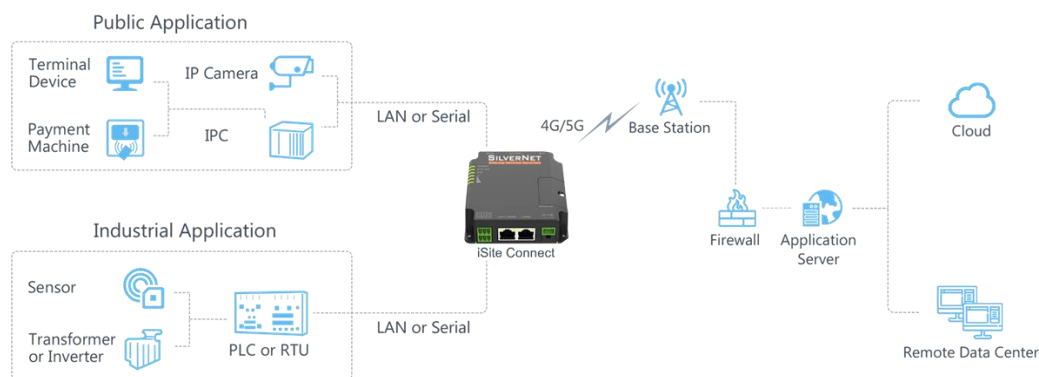 Public Application
Terminal
Device
IP Camera
Payment
Machine
IPC
LAN or Serial
4G/5G
Base Station
Cloud
SILVERNET
iSite Connect
Firewall
Application
Server
Industrial Application
Sensor
Transformer
or Inverter
PLC or RTU
LAN or Serial
Remote Data Center